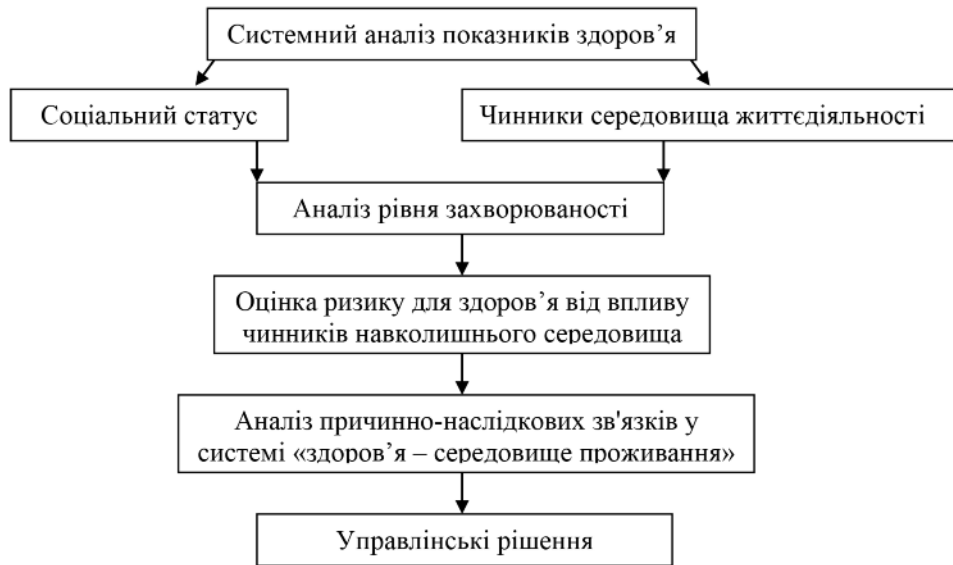 Системний аналіз показників здоров’я
Соціальний статус
Чинники середовища життєдіяльності
Аналіз рівня захворюваності
Оцінка ризику для здоров’я від впливу
чинників навколишнього середовища
Аналіз причинно-наслідкових зв'язків у
системі «здоров’я – середовище проживання»
Управлінські рішення